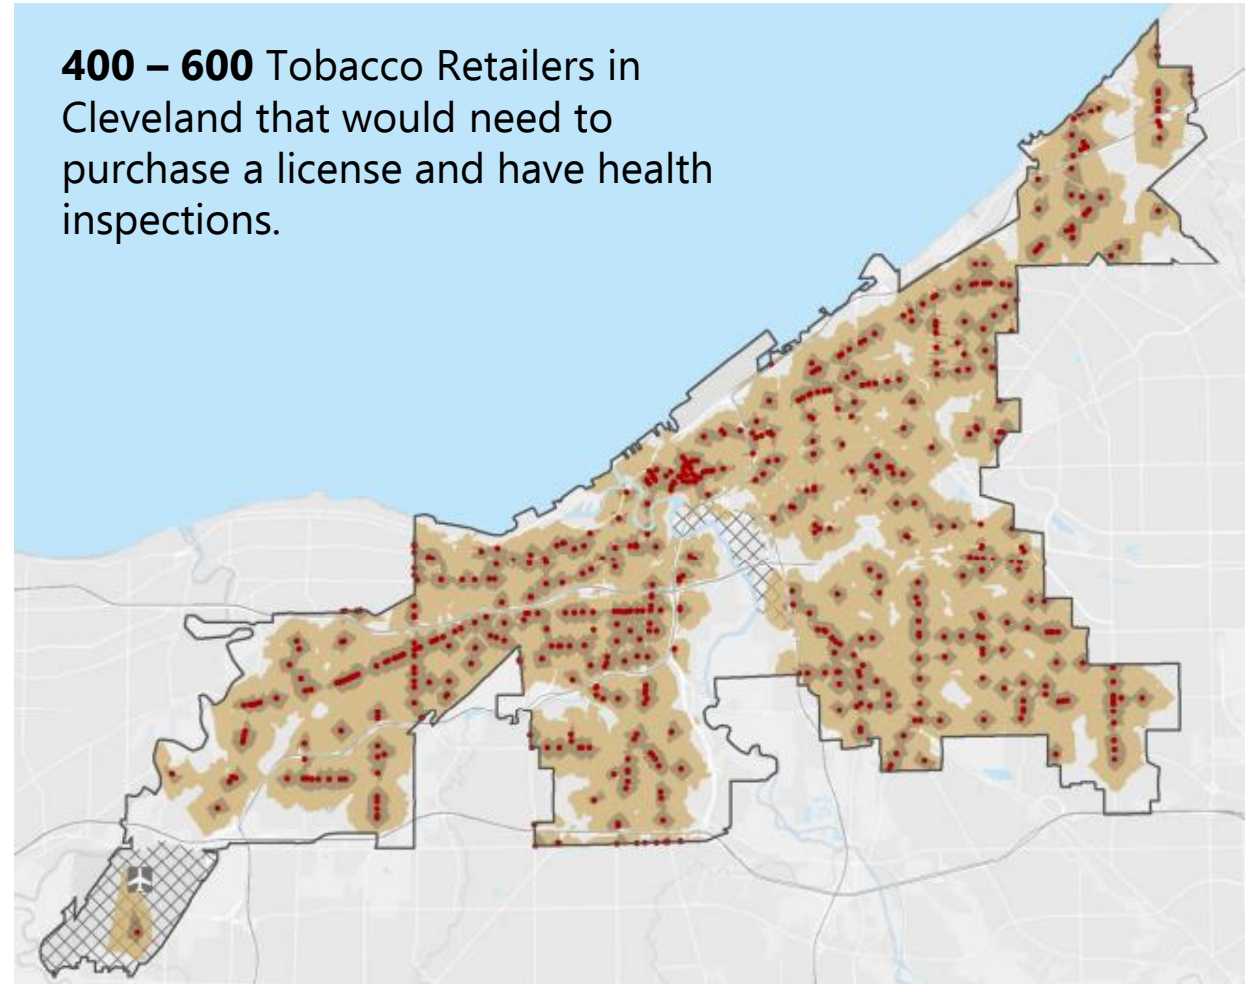 400 – 600 Tobacco Retailers in
Cleveland that would need to
purchase a license and have health
inspections.